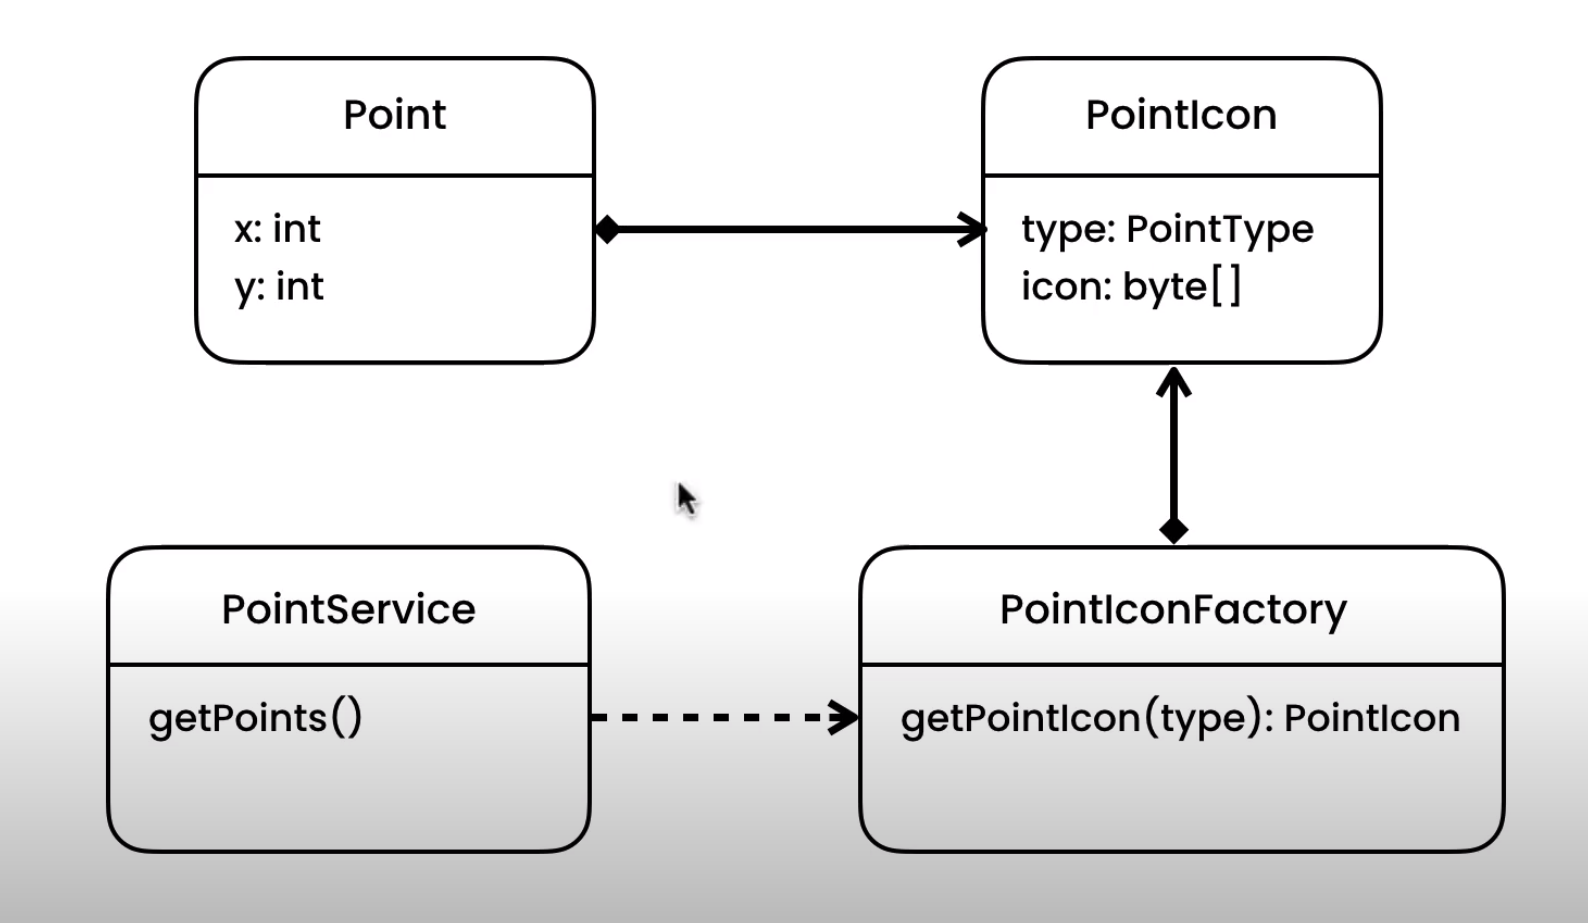 Point
x: int
y: int
PointIcon
type: PointType
icon: byte[]
PointService
getPoints()
PointIconFactory
getPointIcon(type): PointIcon